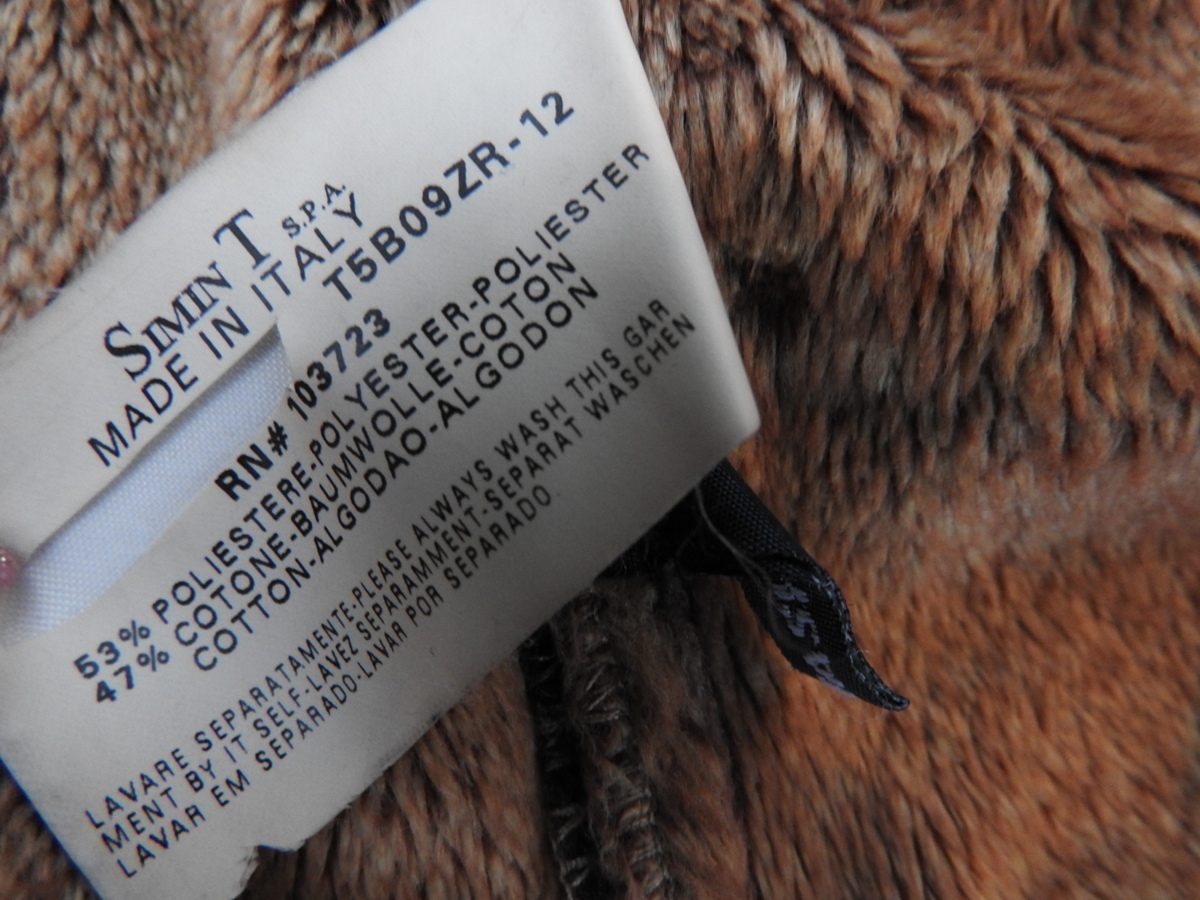 SIMINT S.P.A.
MADE IN ITALY
T5B09ZR-12
RN# 103723
53% POLIESTERE-POLYESTER-POLIESTER
47% COTONE-BAUMWOLLE-COTON
COTTON-ALGODAO-ALGODON
LAVARE SEPARATAMENTE-PLEASE ALWAYS WASH THIS GAR
MENT BY IT SELF-LAVEZ SEPARAMMENT-SEPARAT WASCHEN
LAVAR EM SEPARADO-LAVAR POR SEPARADO